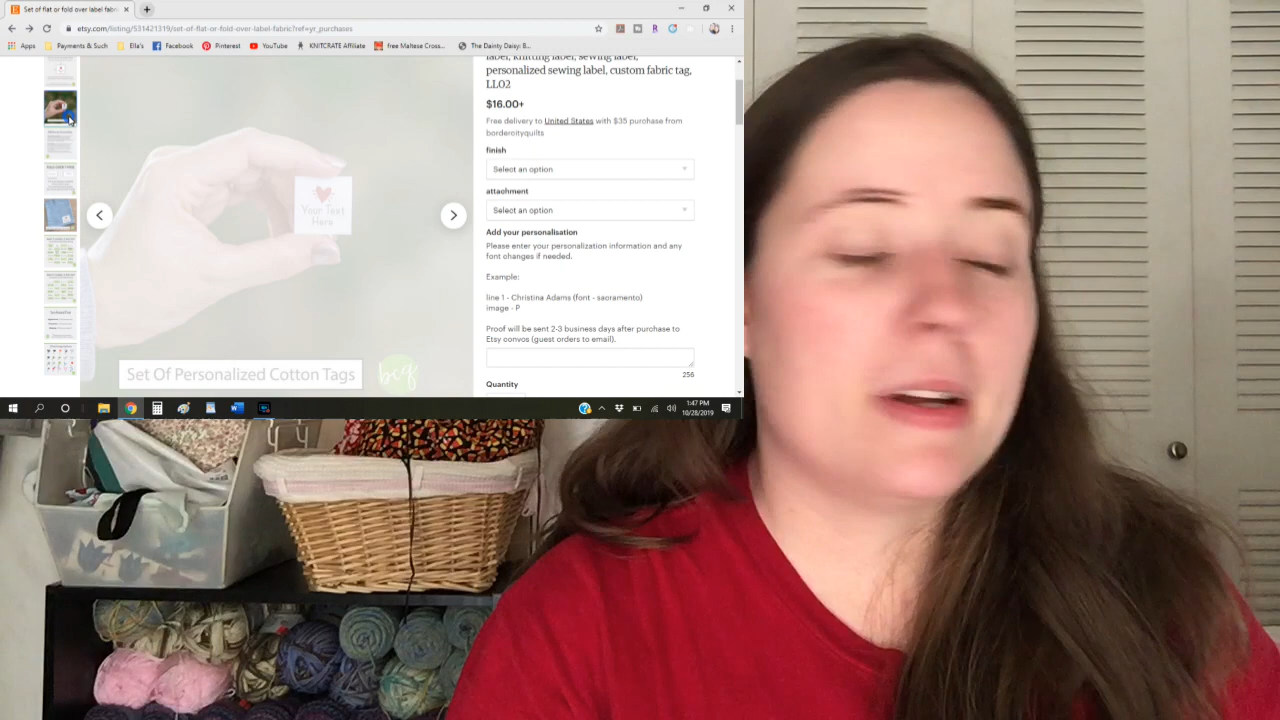 Set of flat or fold over label fabri
etsy.com/listing/531421319/set-of-flat-or-fold-over-label-fabric?ref=yr_purchases
Apps
Payments & Such
Ella's
Facebook
Pinterest
YouTube
KNITCRATE Affiliate
free Maltese Cross...
The Dainty Daisy: B...
label, knitting label, sewing label,
personalized sewing label, custom fabric tag,
LL02
$16.00+
Free delivery to United States with $35 purchase from
bordercityquilts
finish
Select an option
attachment
Select an option
Add your personalisation
Please enter your personalization information and any
font changes if needed.
Example:
line 1 - Christina Adams (font - sacramento)
image - P
Proof will be sent 2-3 business days after purchase to
Etsy convos (guest orders to email).
256
Quantity
Your Text
Here
Set Of Personalized Cotton Tags
bcq
1:47 PM
10/28/2019